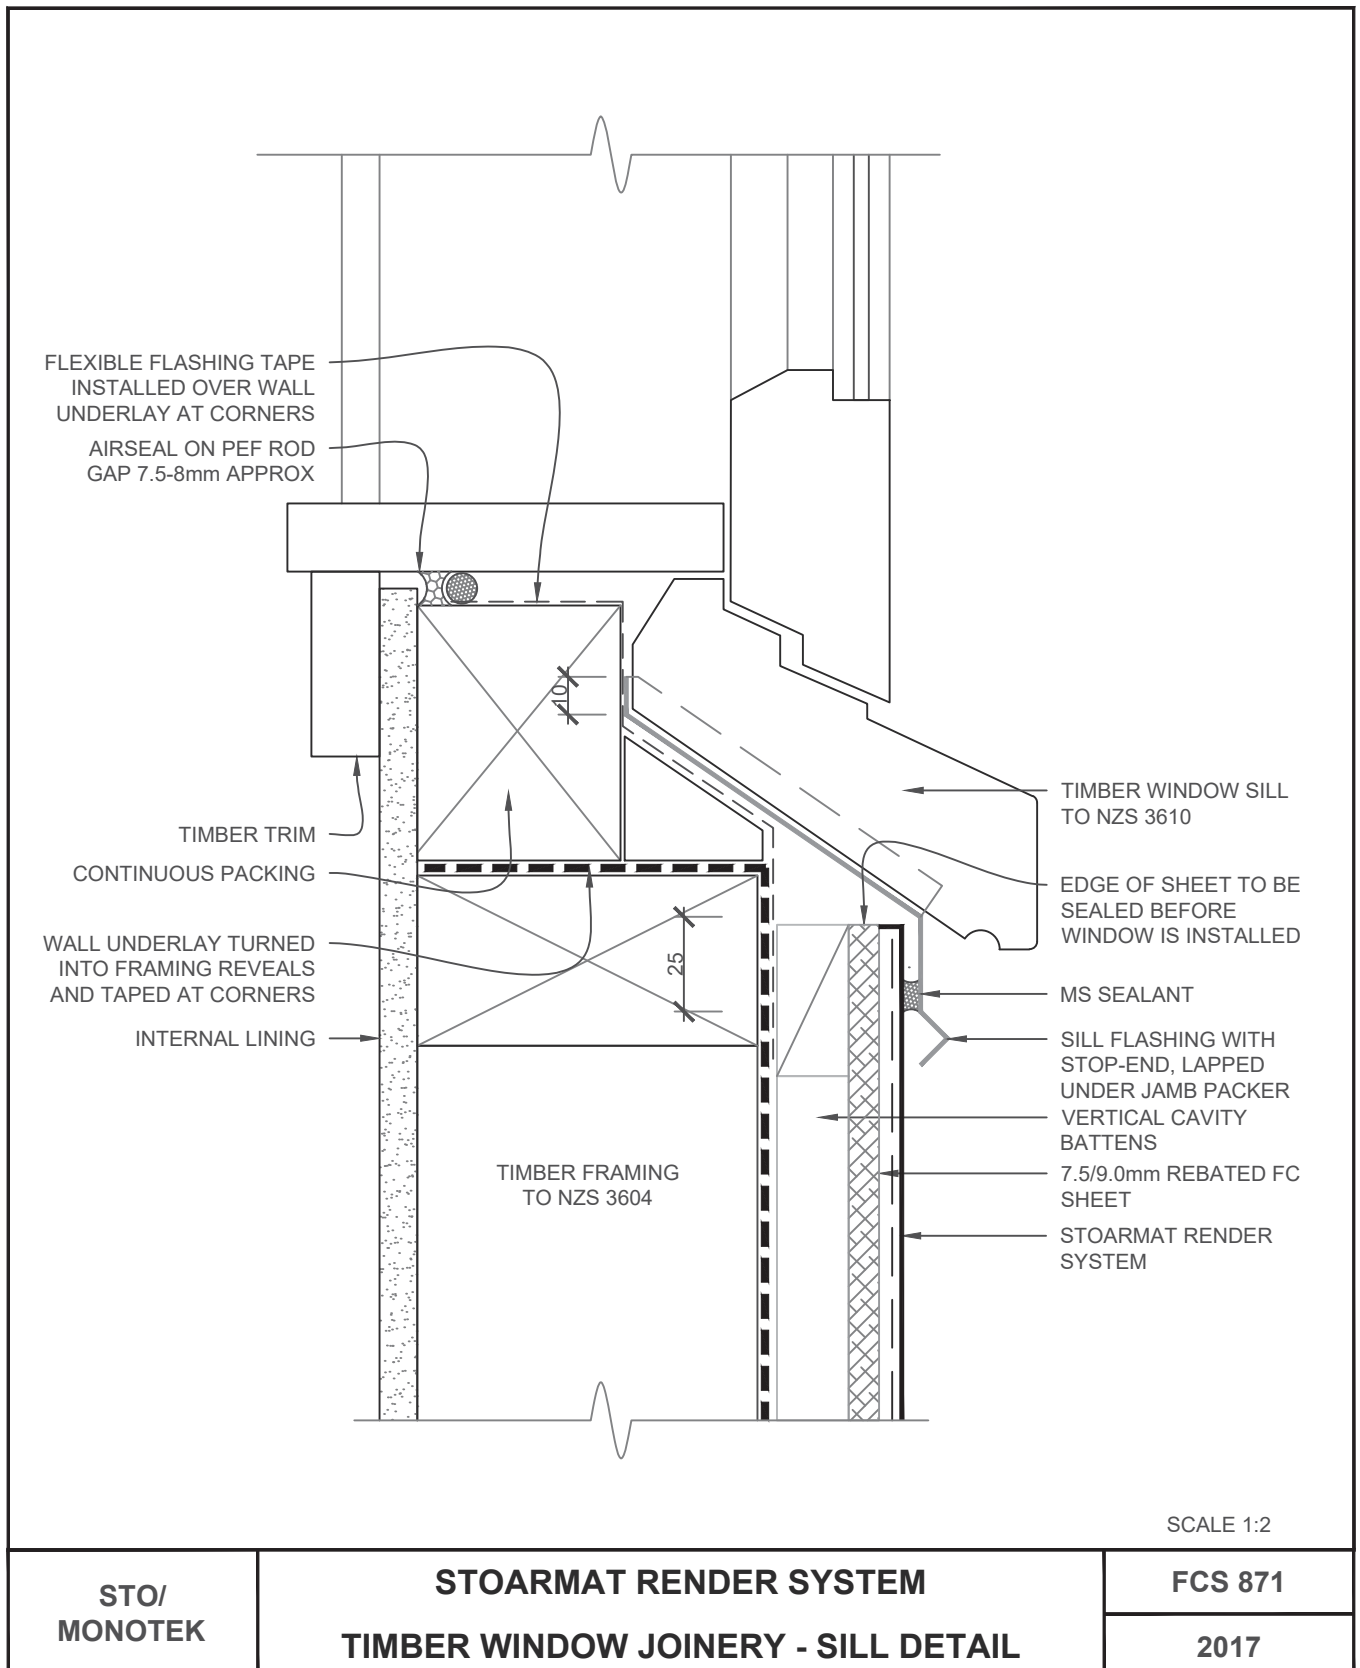 FLEXIBLE FLASHING TAPE
INSTALLED OVER WALL
UNDERLAY AT CORNERS
AIRSEAL ON PEF ROD
GAP 7.5-8mm APPROX
10
TIMBER TRIM
CONTINUOUS PACKING
WALL UNDERLAY TURNED
INTO FRAMING REVEALS
AND TAPED AT CORNERS
25
INTERNAL LINING
TIMBER FRAMING
TO NZS 3604
TIMBER WINDOW SILL
TO NZS 3610
EDGE OF SHEET TO BE
SEALED BEFORE
WINDOW IS INSTALLED
MS SEALANT
SILL FLASHING WITH
STOP-END, LAPPED
UNDER JAMB PACKER
VERTICAL CAVITY
BATTENS
7.5/9.0mm REBATED FC
SHEET
STOARMAT RENDER
SYSTEM
SCALE 1:2
STO/
MONOTEK
STOARMAT RENDER SYSTEM
TIMBER WINDOW JOINERY - SILL DETAIL
FCS 871
2017